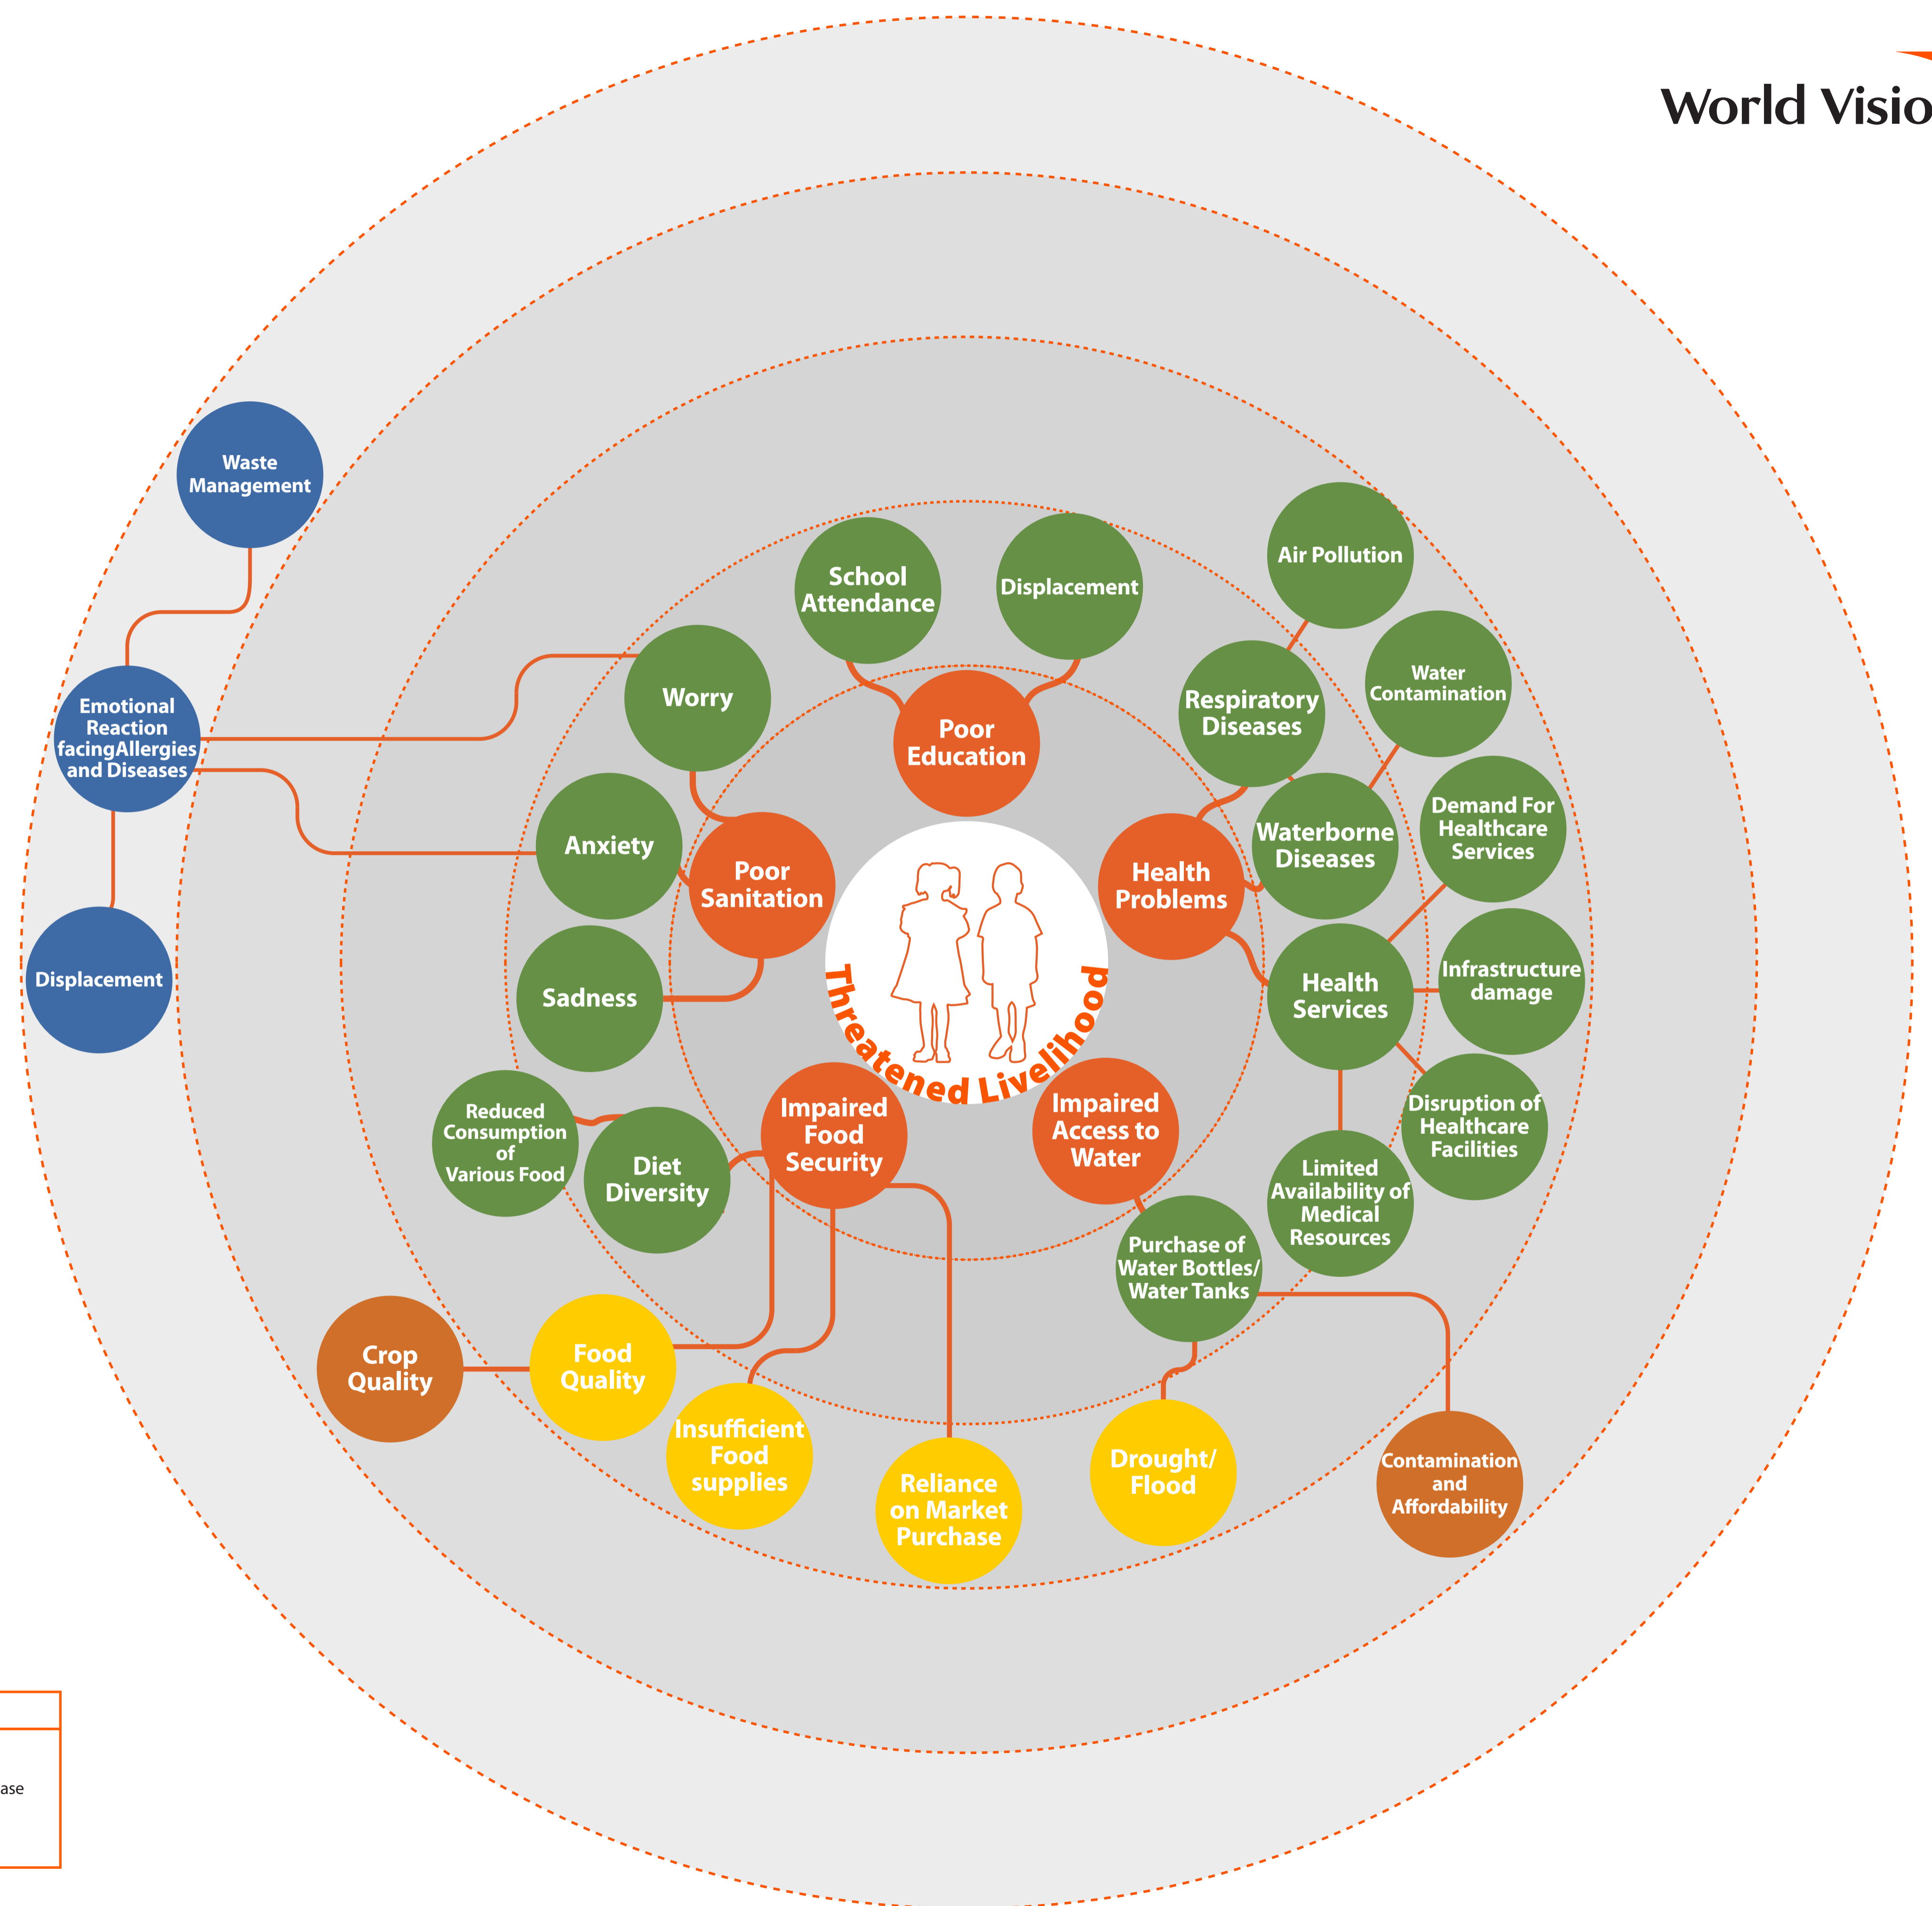 World Visio
Waste
Management
Emotional
Reaction
facingAllergies
and Diseases
Displacement
School
Attendance
Displacement
Worry
Anxiety
Sadness
Poor
Education
Poor
Sanitation
Air Pollution
Respiratory
Diseases
Water
Contamination
Waterborne
Diseases
Health
Problems
Demand For
Healthcare
Services
Health
Services
Infrastructure
damage
Disruption of
Healthcare
Facilities
Limited
Availability of
Medical
Resources
Threatened Livelihood
Reduced
Consumption
of
Various Food
Diet
Diversity
Impaired
Food
Security
Impaired
Access to
Water
Purchase of
Water Bottles/
Water Tanks
Crop
Quality
Food
Quality
Insufficient
Food
supplies
Reliance
on Market
Purchase
Drought/
Flood
Contamination
and
Affordability
ase